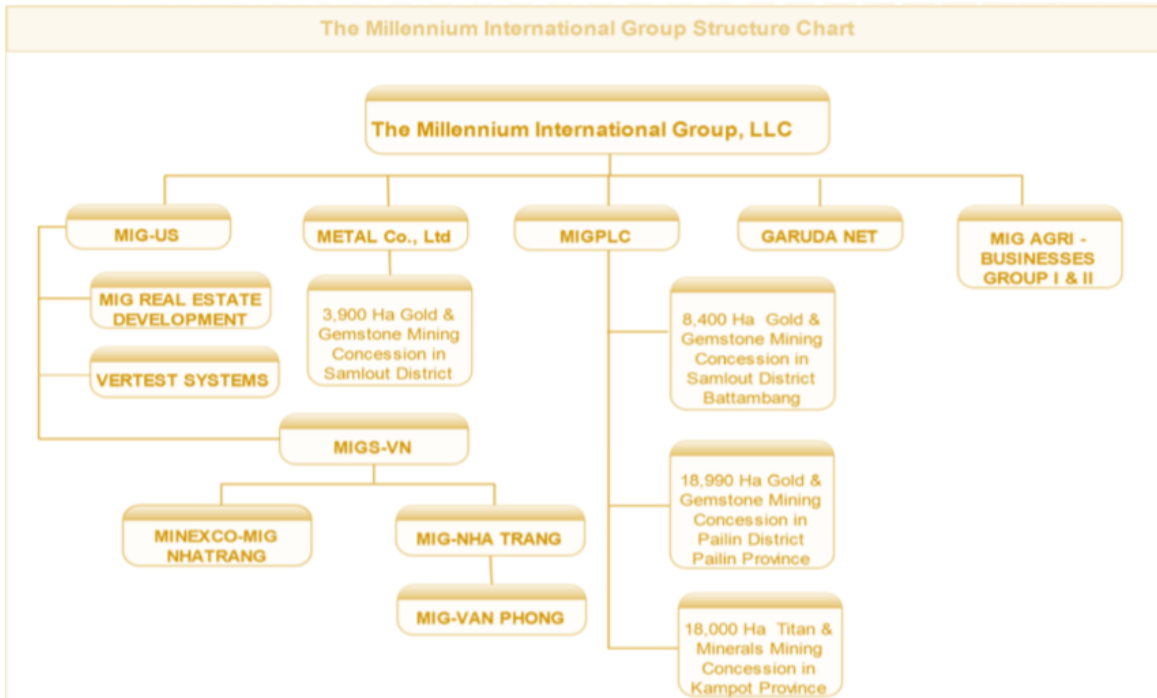 The Millennium International Group Structure Chart
The Millennium International Group, LLC
MIG-US
METAL Co., Ltd
MIGPLC
GARUDA NET
MIG AGRI -
BUSINESSES
GROUP I & II
MIG REAL ESTATE
DEVELOPMENT
VERTEST SYSTEMS
3,900 Ha Gold &
Gemstone Mining
Concession in
Samlout District
8,400 Ha Gold &
Gemstone Mining
Concession in
Samlout District
Battambang
MIGS-VN
MINEXCO-MIG
NHATRANG
MIG-NHA TRANG
MIG-VAN PHONG
18,990 Ha Gold &
Gemstone Mining
Concession in
Pailin District
Pailin Province
18,000 Ha Titan &
Minerals Mining
Concession in
Kampot Province